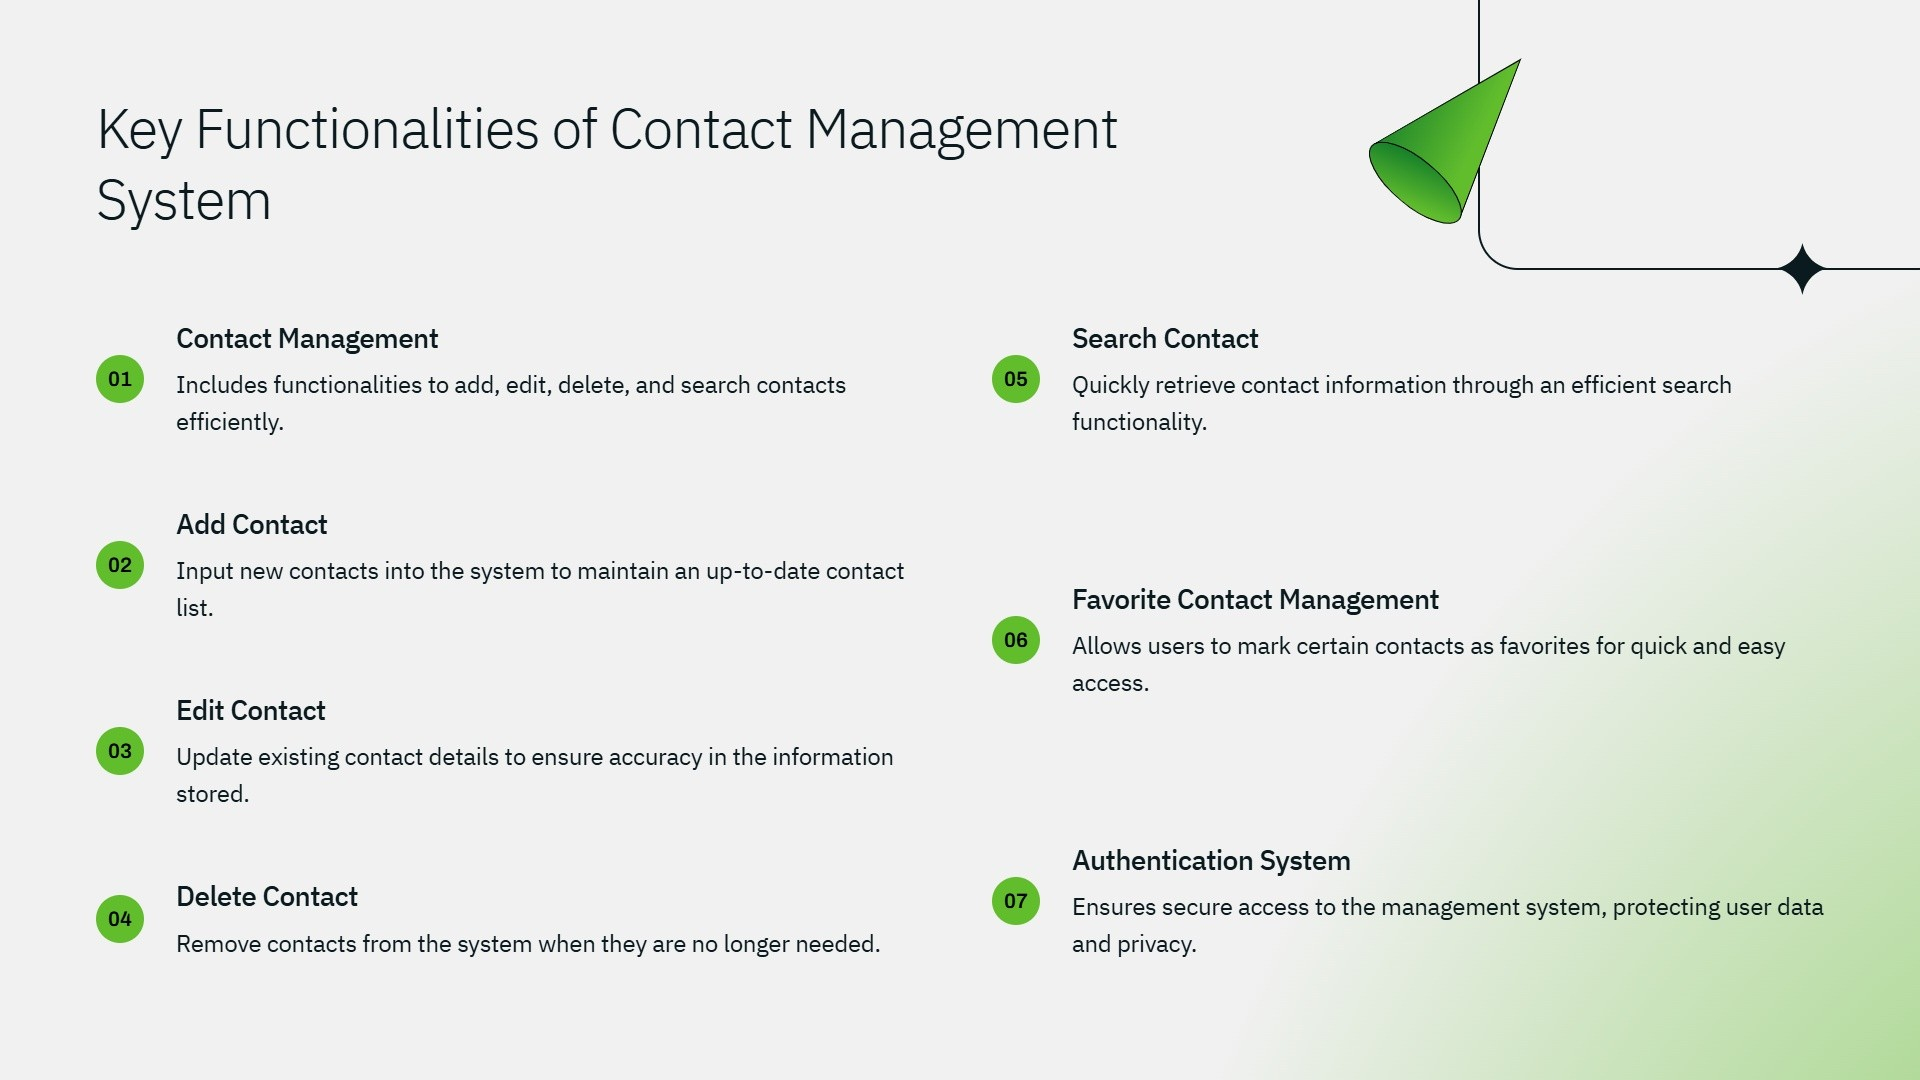 Key Functionalities of Contact Management
System
01
Contact Management
Includes functionalities to add, edit, delete, and search contacts
efficiently.
02
Add Contact
Input new contacts into the system to maintain an up-to-date contact
list.
03
Edit Contact
Update existing contact details to ensure accuracy in the information
stored.
04
Delete Contact
Remove contacts from the system when they are no longer needed.
05
Search Contact
Quickly retrieve contact information through an efficient search
functionality.
06
Favorite Contact Management
Allows users to mark certain contacts as favorites for quick and easy
access.
07
Authentication System
Ensures secure access to the management system, protecting user data
and privacy.